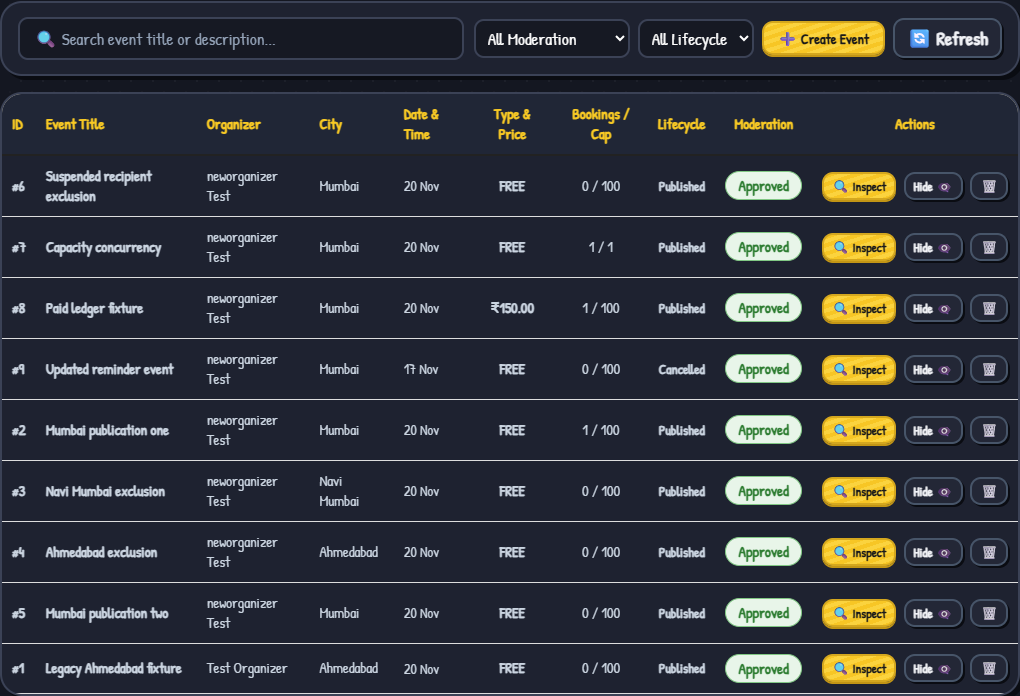 Search event title or description...
All Moderation
All Lifecycle
Create Event
Refresh
ID Event Title Organizer City Date & Time Type & Price Bookings / Cap Lifecycle Moderation Actions
#6 Suspended recipient exclusion neworganizer Test Mumbai 20 Nov FREE 0 / 100 Published Approved Inspect Hide
#7 Capacity concurrency neworganizer Test Mumbai 20 Nov FREE 1 / 1 Published Approved Inspect Hide
#8 Paid ledger fixture neworganizer Test Mumbai 20 Nov ₹150.00 1 / 100 Published Approved Inspect Hide
#9 Updated reminder event neworganizer Test Mumbai 17 Nov FREE 0 / 100 Cancelled Approved Inspect Hide
#2 Mumbai publication one neworganizer Test Mumbai 20 Nov FREE 1 / 100 Published Approved Inspect Hide
#3 Navi Mumbai exclusion neworganizer Test Navi Mumbai 20 Nov FREE 0 / 100 Published Approved Inspect Hide
#4 Ahmedabad exclusion neworganizer Test Ahmedabad 20 Nov FREE 0 / 100 Published Approved Inspect Hide
#5 Mumbai publication two neworganizer Test Mumbai 20 Nov FREE 0 / 100 Published Approved Inspect Hide
#1 Legacy Ahmedabad fixture Test Organizer Ahmedabad 20 Nov FREE 0 / 100 Published Approved Inspect Hide